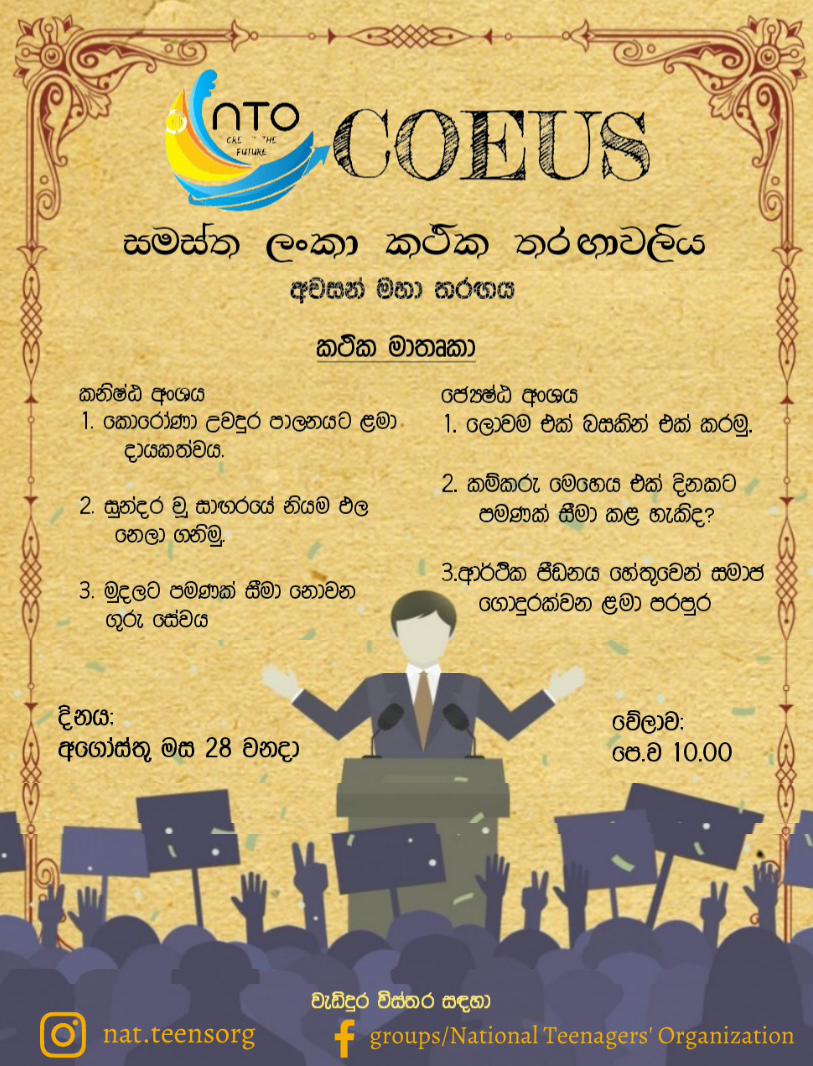 NTO
THE
FUTURE
COEUS
සමස්ත ලංකා කථික තරඟාවලිය
අවසන් මහා තරඟය
කථික මාතෘකා
කනිෂ්ඨ අංශය
1. කොරෝණා උවදුර පාලනයට ළමා
දායකත්වය.
2. සුන්දර වූ සාගරයේ නියම ඵල
නෙලා ගනිමු.
3. මුදලට පමණක් සීමා නොවන
ගුරු සේවය
ජ්‍යෙෂ්ඨ අංශය
1. ලොවම එක් බසකින් එක් කරමු.
2. කම්කරු මෙහෙය එක් දිනකට
පමණක් සීමා කළ හැකිද?
3.ආර්ථික පීඩනය හේතුවෙන් සමාජ
ගොදුරක්වන ළමා පරපුර
දිනය:
අගෝස්තු මස 28 වනදා
වේලාව:
පෙ.ව 10.00
වැඩිදුර විස්තර සඳහා
nat.teensorg
groups/National Teenagers' Organization